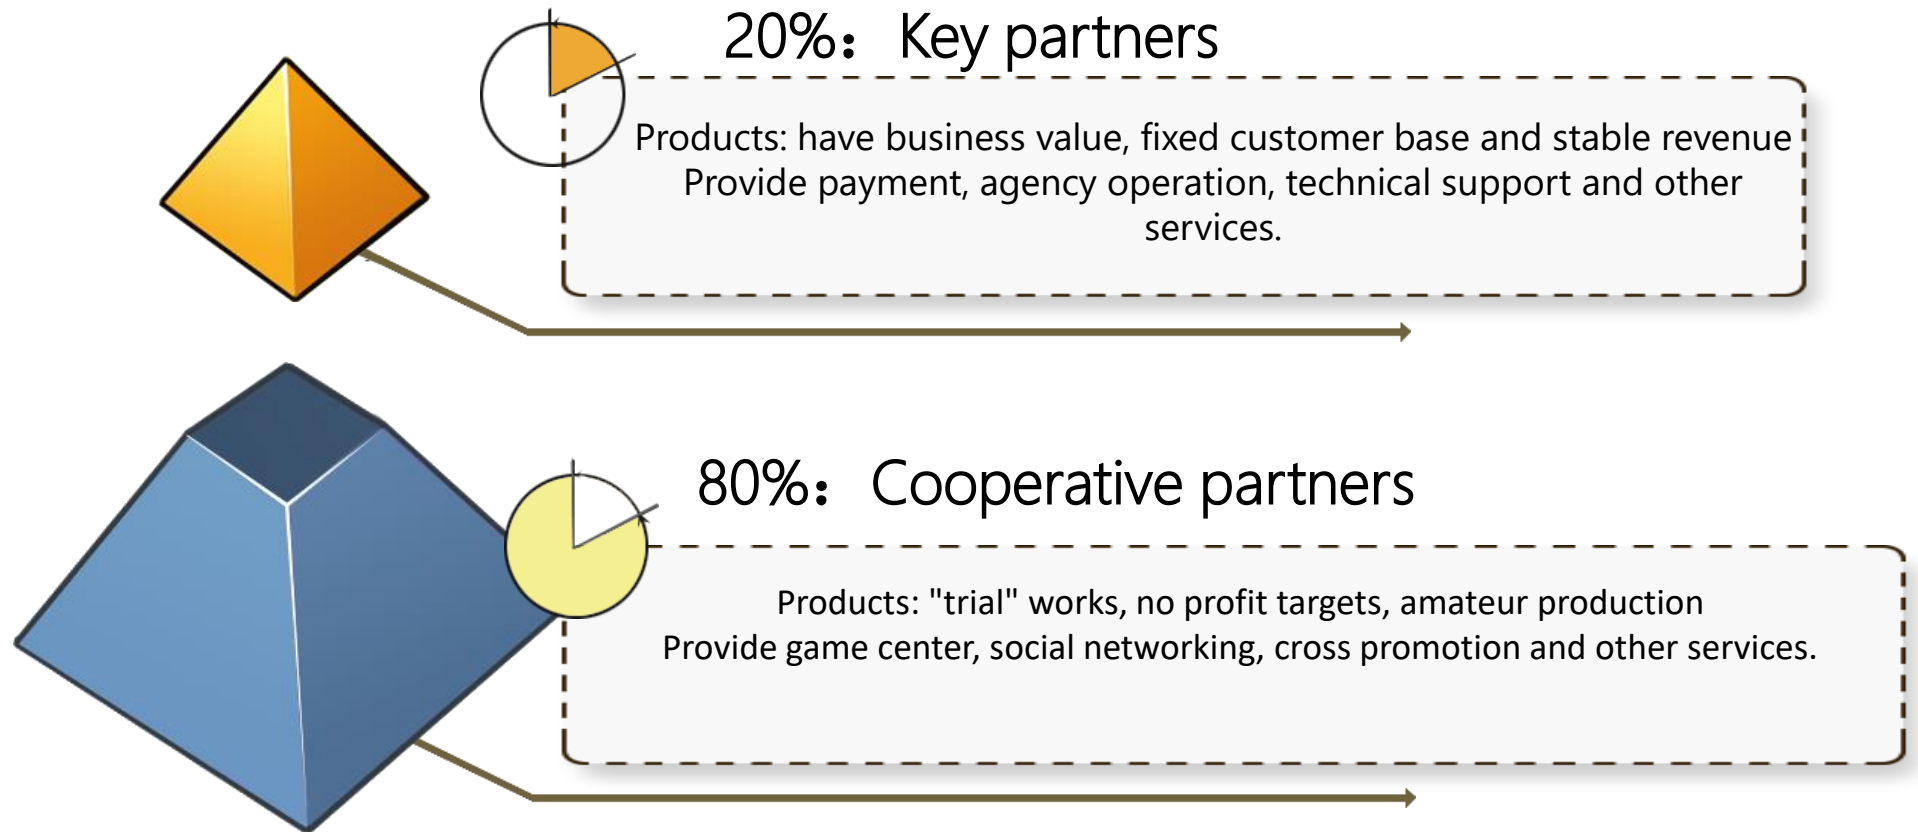 20%：Key partners
Products: have business value, fixed customer base and stable revenue
Provide payment, agency operation, technical support and other
services.
80%：Cooperative partners
Products: "trial" works, no profit targets, amateur production
Provide game center, social networking, cross promotion and other services.